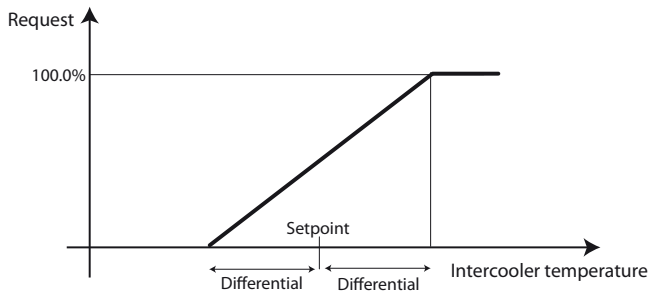 Request
100.0%
Setpoint
Differential
Differential
Intercooler temperature